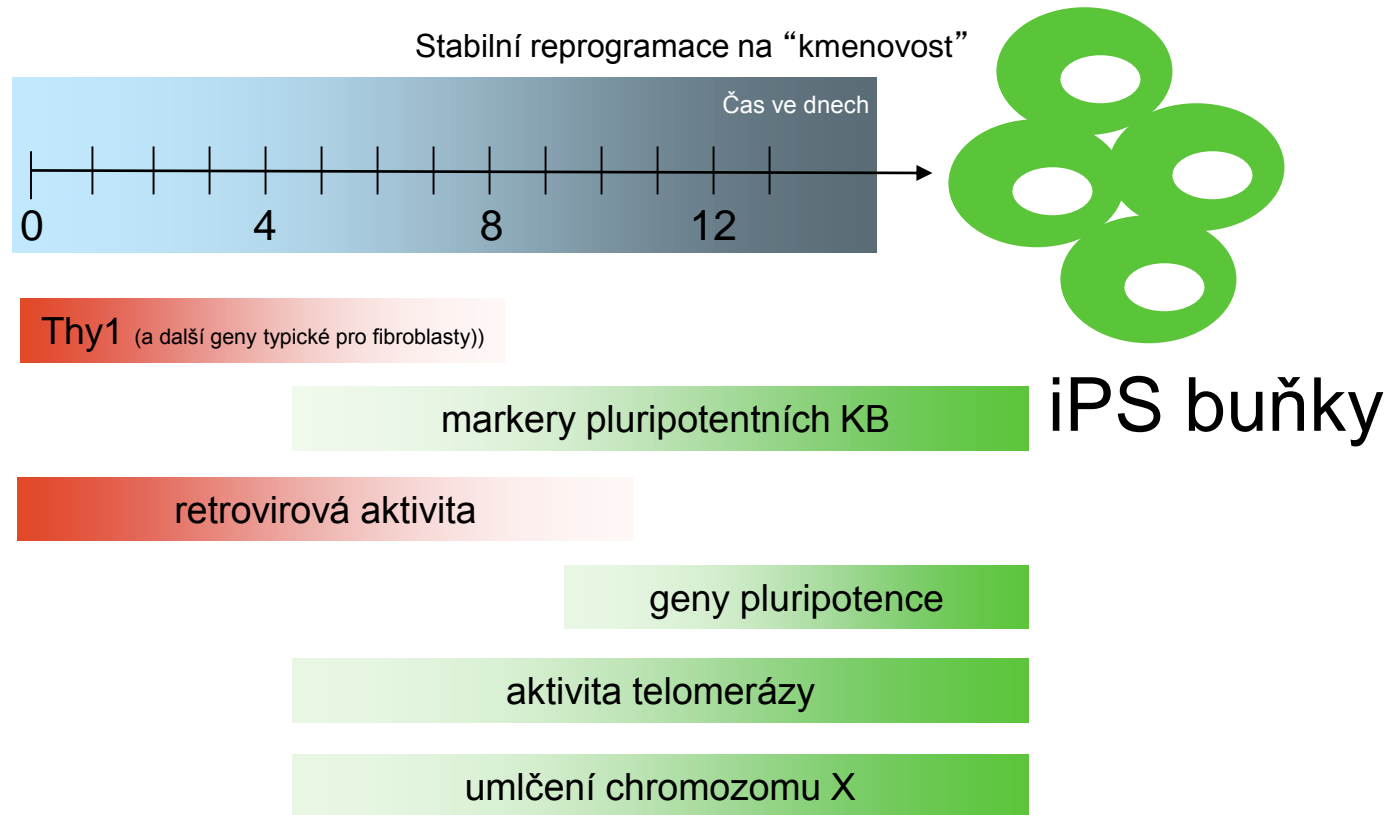 Stabilní reprogramace na “kmenovost”
Čas ve dnech
0 4 8 12
Thy1 (a další geny typické pro fibroblasty))
markery pluripotentních KB
iPS buňky
retrovirová aktivita
geny pluripotence
aktivita telomerázy
umlčení chromozomu X